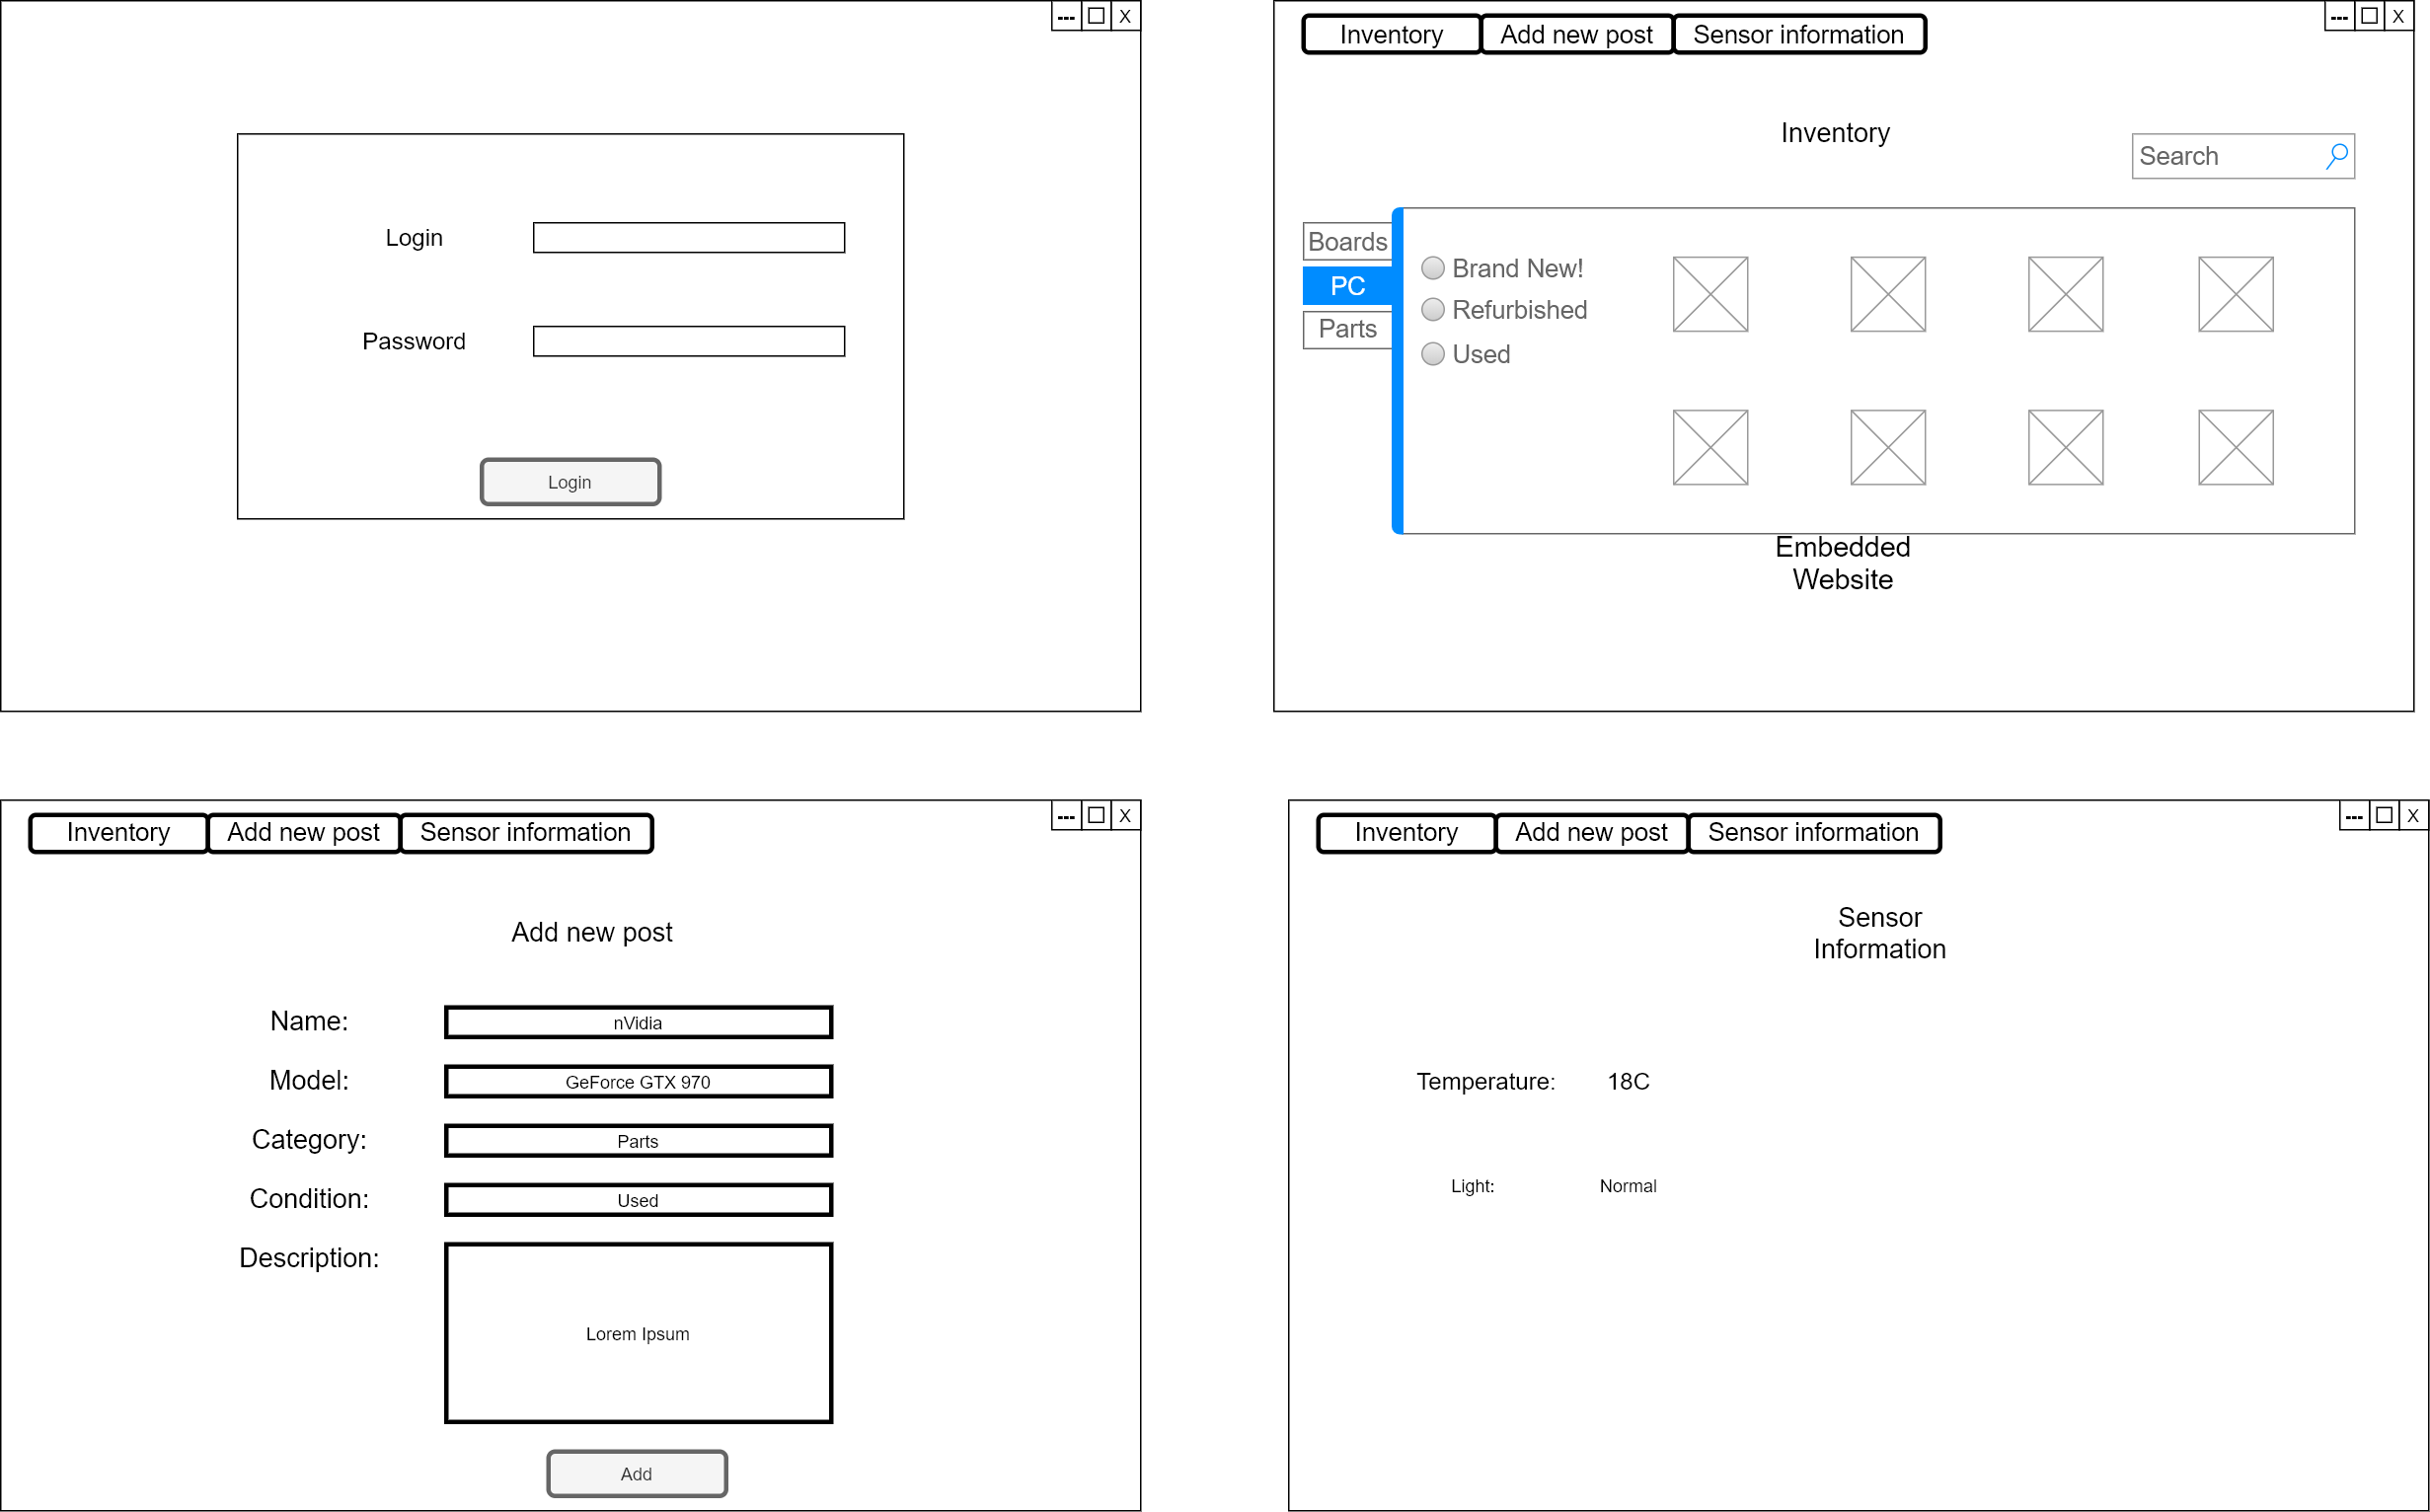 --- X
Login
Password
Login
--- X
Inventory Add new post Sensor information
Inventory
Search
Boards
PC
Parts
Brand New!
Refurbished
Used
Embedded
Website
--- X
Inventory Add new post Sensor information
Add new post
Name: nVidia
Model: GeForce GTX 970
Category: Parts
Condition: Used
Description:
Lorem Ipsum
Add
--- X
Inventory Add new post Sensor information
Sensor
Information
Temperature: 18C
Light: Normal